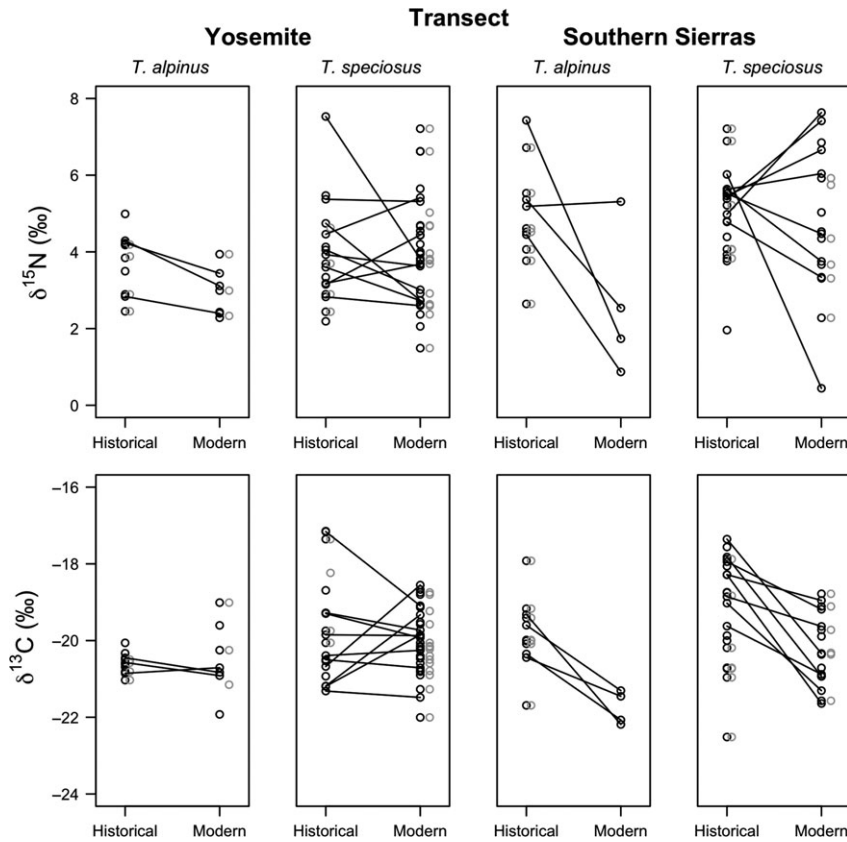 Transect
Yosemite Southern Sierras
T. alpinus T. speciosus T. alpinus T. speciosus
8
6
4
2
0
δ15N (‰)
Historical Modern Historical Modern Historical Modern Historical Modern
−16
−18
−20
−22
−24
δ13C (‰)
Historical Modern Historical Modern Historical Modern Historical Modern